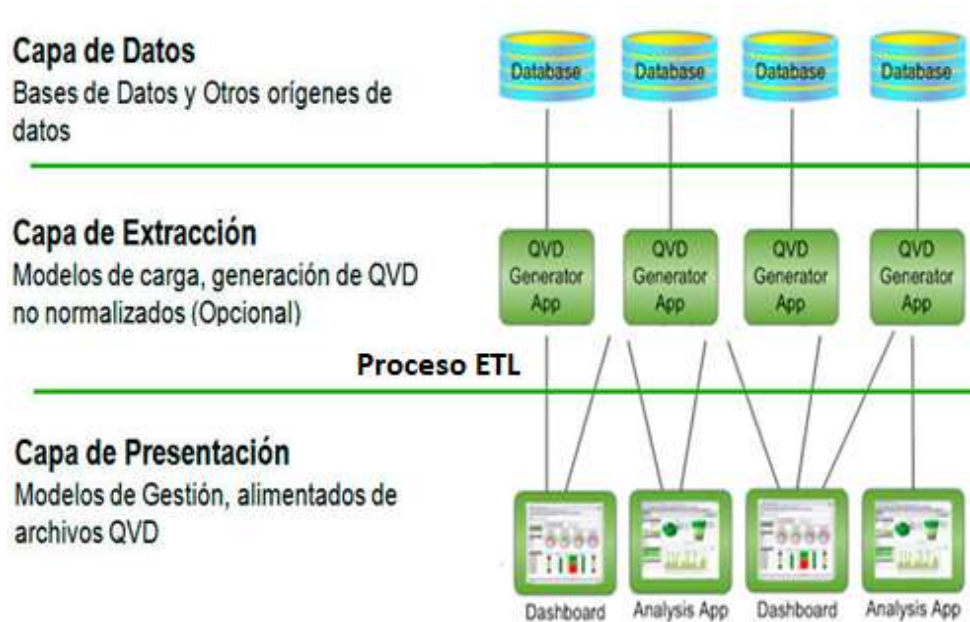 Capa de Datos
Bases de Datos y Otros orígenes de
datos
Database
Database
Database
Database
Capa de Extracción
Modelos de carga, generación de QVD
no normalizados (Opcional)
QVD
Generator
App
QVD
Generator
App
QVD
Generator
App
QVD
Generator
App
Proceso ETL
Capa de Presentación
Modelos de Gestión, alimentados de
archivos QVD
Dashboard
Analysis App
Dashboard
Analysis App